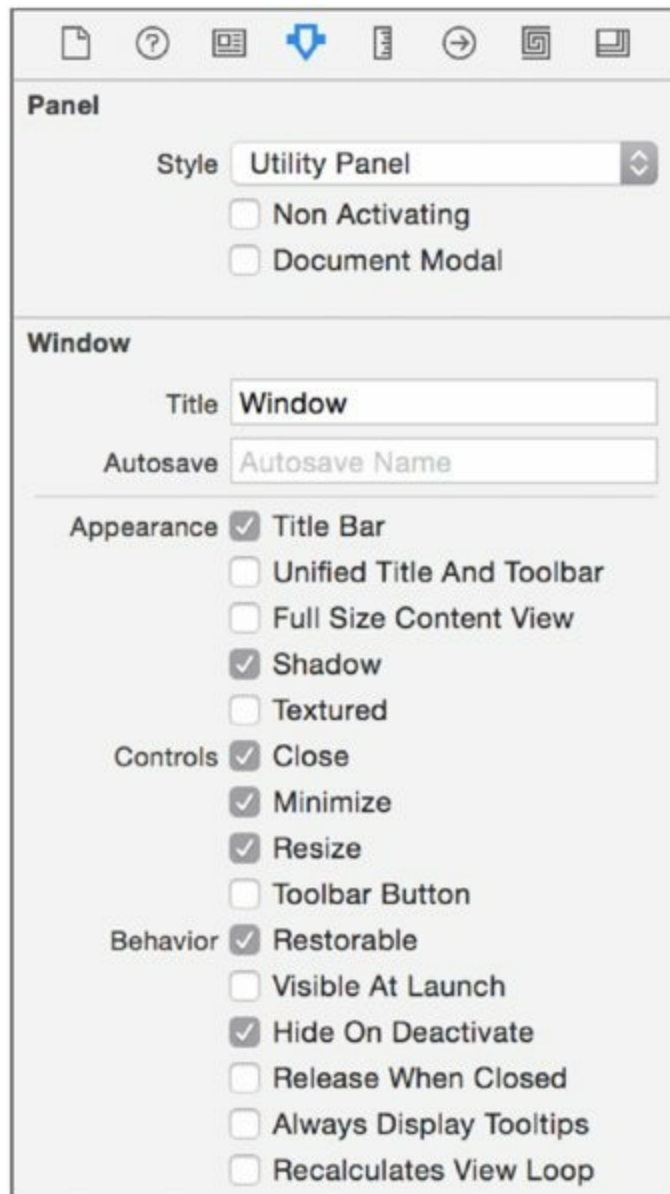 Panel
Style Utility Panel
Non Activating
Document Modal
Window
Title Window
Autosave Autosave Name
Appearance Title Bar
Unified Title And Toolbar
Full Size Content View
Shadow
Textured
Controls Close
Minimize
Resize
Toolbar Button
Behavior Restorable
Visible At Launch
Hide On Deactivate
Release When Closed
Always Display Tooltips
Recalculates View Loop